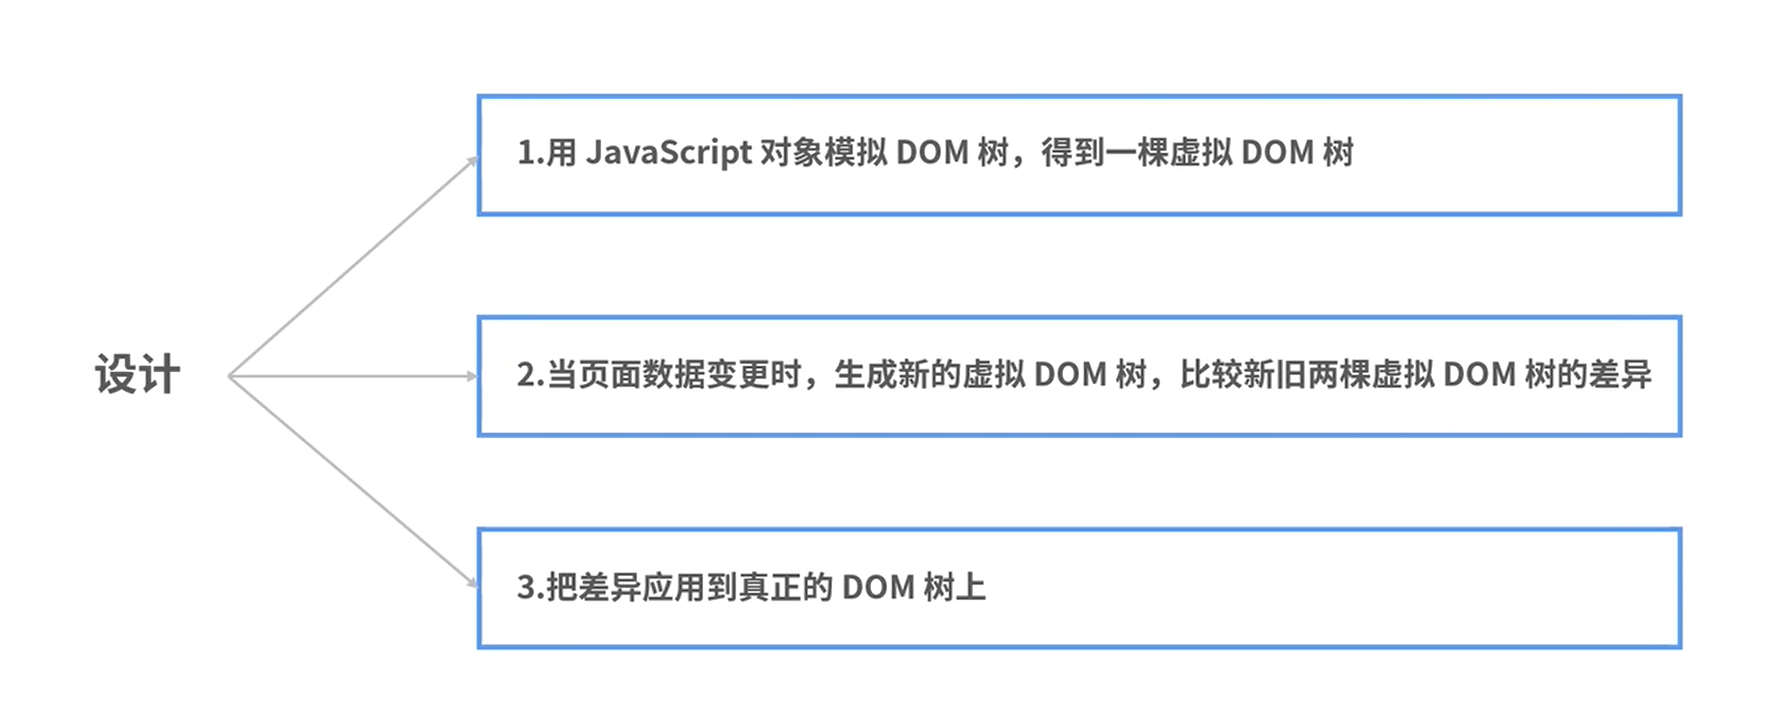 设计
1.用 JavaScript 对象模拟 DOM 树，得到一棵虚拟 DOM 树
2.当页面数据变更时，生成新的虚拟 DOM 树，比较新旧两棵虚拟 DOM 树的差异
3.把差异应用到真正的 DOM 树上